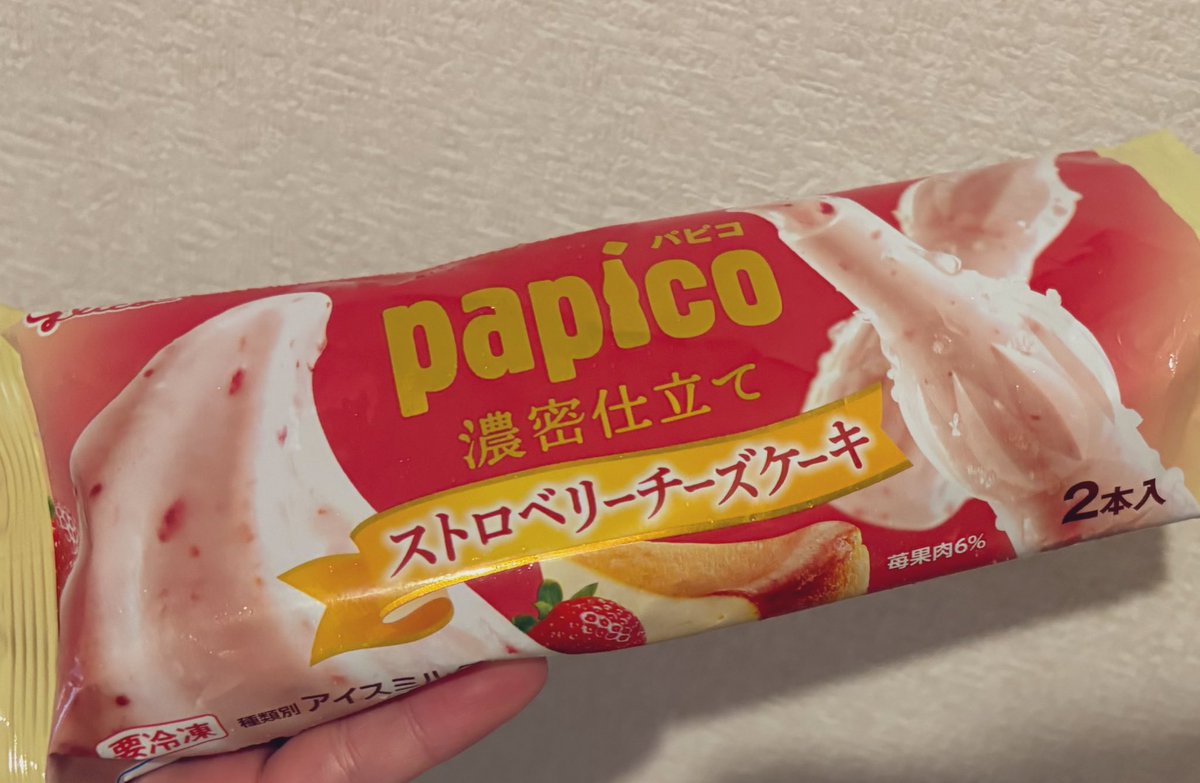 パピコ
papico
濃密仕立て
ストロベリーチーズケーキ
2本入
苺果肉6%
種類別 アイスミル
要冷凍